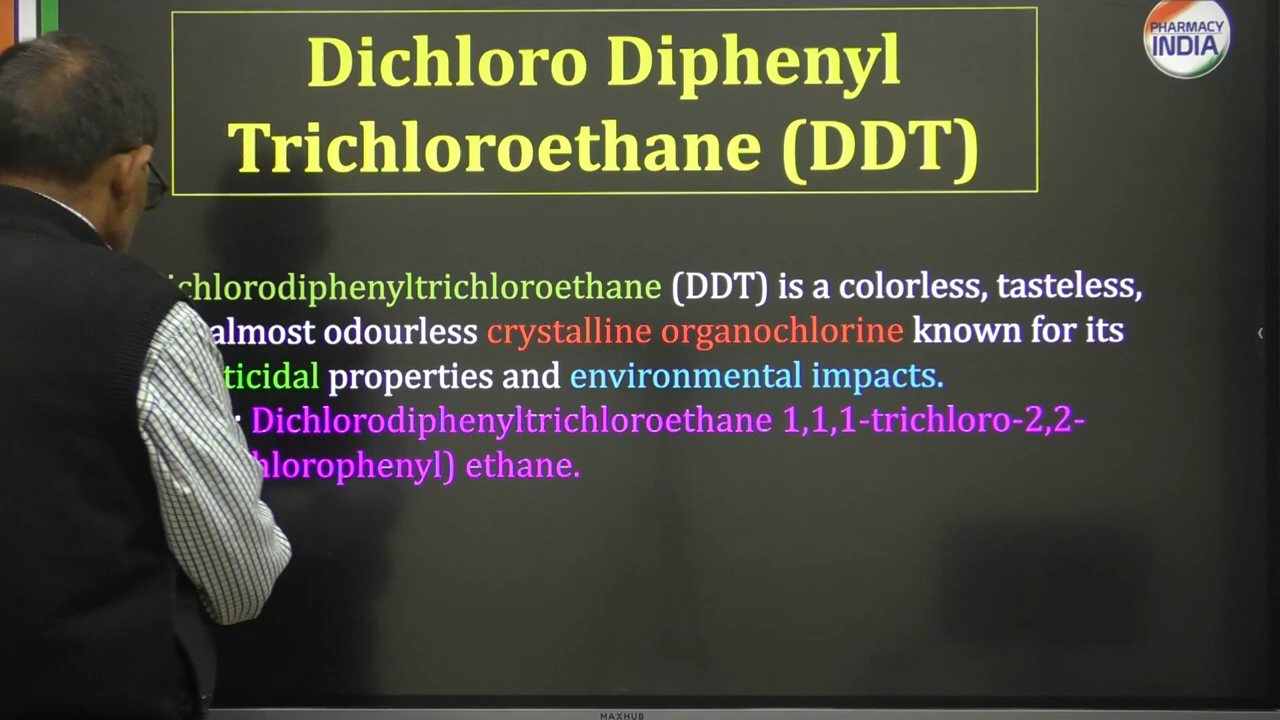 Dichloro Diphenyl
Trichloroethane (DDT)
PHARMACY
INDIA
ichlorodiphenyltrichloroethane (DDT) is a colorless, tasteless,
almost odourless crystalline organochlorine known for its
ticidal properties and environmental impacts.
: Dichlorodiphenyltrichloroethane 1,1,1-trichloro-2,2-
hlorophenyl) ethane.
MAXHUB